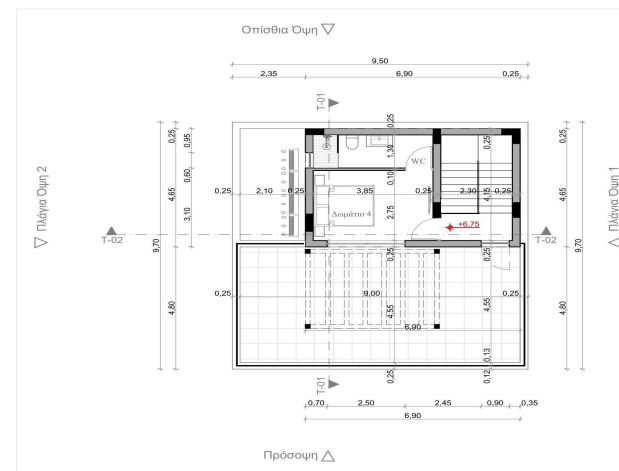 Οπίσθια Όψη
9,50
2,35 6,90 0,25
T-01
0,25 0,95 0,25 0,25 0,25
1,30
WC
0,60 0,10
4,65 0,25 2,10 0,25 3,85 0,25 2,30 4,15 0,25 0,25 4,65
Πλάγια Όψη 2
Πλάγια Όψη 1
3,10 Δωμάτιο 4 2,75
+6,75
T-02 T-02
9,70 9,70
0,25 0,25
0,25 9,00 0,25
4,80 4,55 4,55 4,80
6,90
0,13
T-01 0,25 0,12
0,70 2,50 2,45 0,90 0,35
6,90
Πρόσοψη